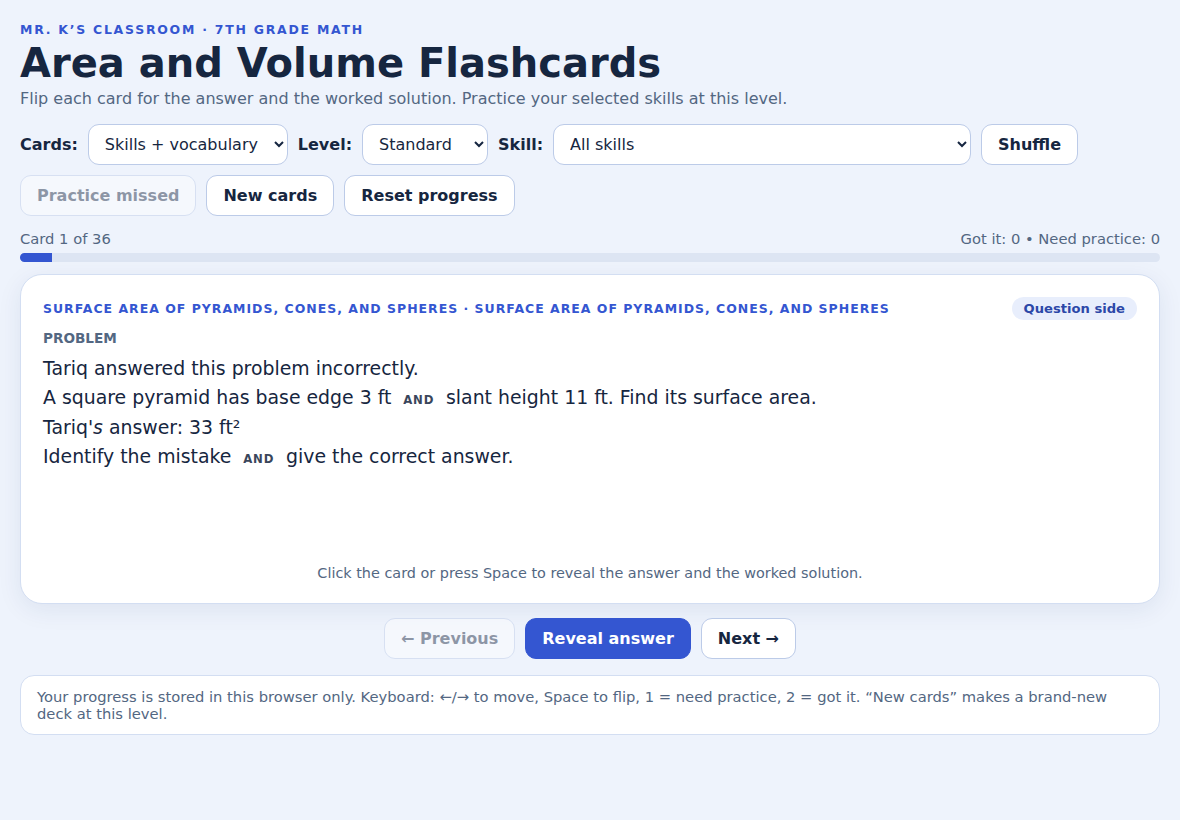 MR. K’S CLASSROOM · 7TH GRADE MATH
Area and Volume Flashcards
Flip each card for the answer and the worked solution. Practice your selected skills at this level.
Cards: Skills + vocabulary Level: Standard Skill: All skills Shuffle
Practice missed New cards Reset progress
Card 1 of 36 Got it: 0 • Need practice: 0
SURFACE AREA OF PYRAMIDS, CONES, AND SPHERES · SURFACE AREA OF PYRAMIDS, CONES, AND SPHERES Question side
PROBLEM
Tariq answered this problem incorrectly.
A square pyramid has base edge 3 ft AND slant height 11 ft. Find its surface area.
Tariq's answer: 33 ft²
Identify the mistake AND give the correct answer.
Click the card or press Space to reveal the answer and the worked solution.
← Previous Reveal answer Next →
Your progress is stored in this browser only. Keyboard: ←/→ to move, Space to flip, 1 = need practice, 2 = got it. “New cards” makes a brand-new
deck at this level.